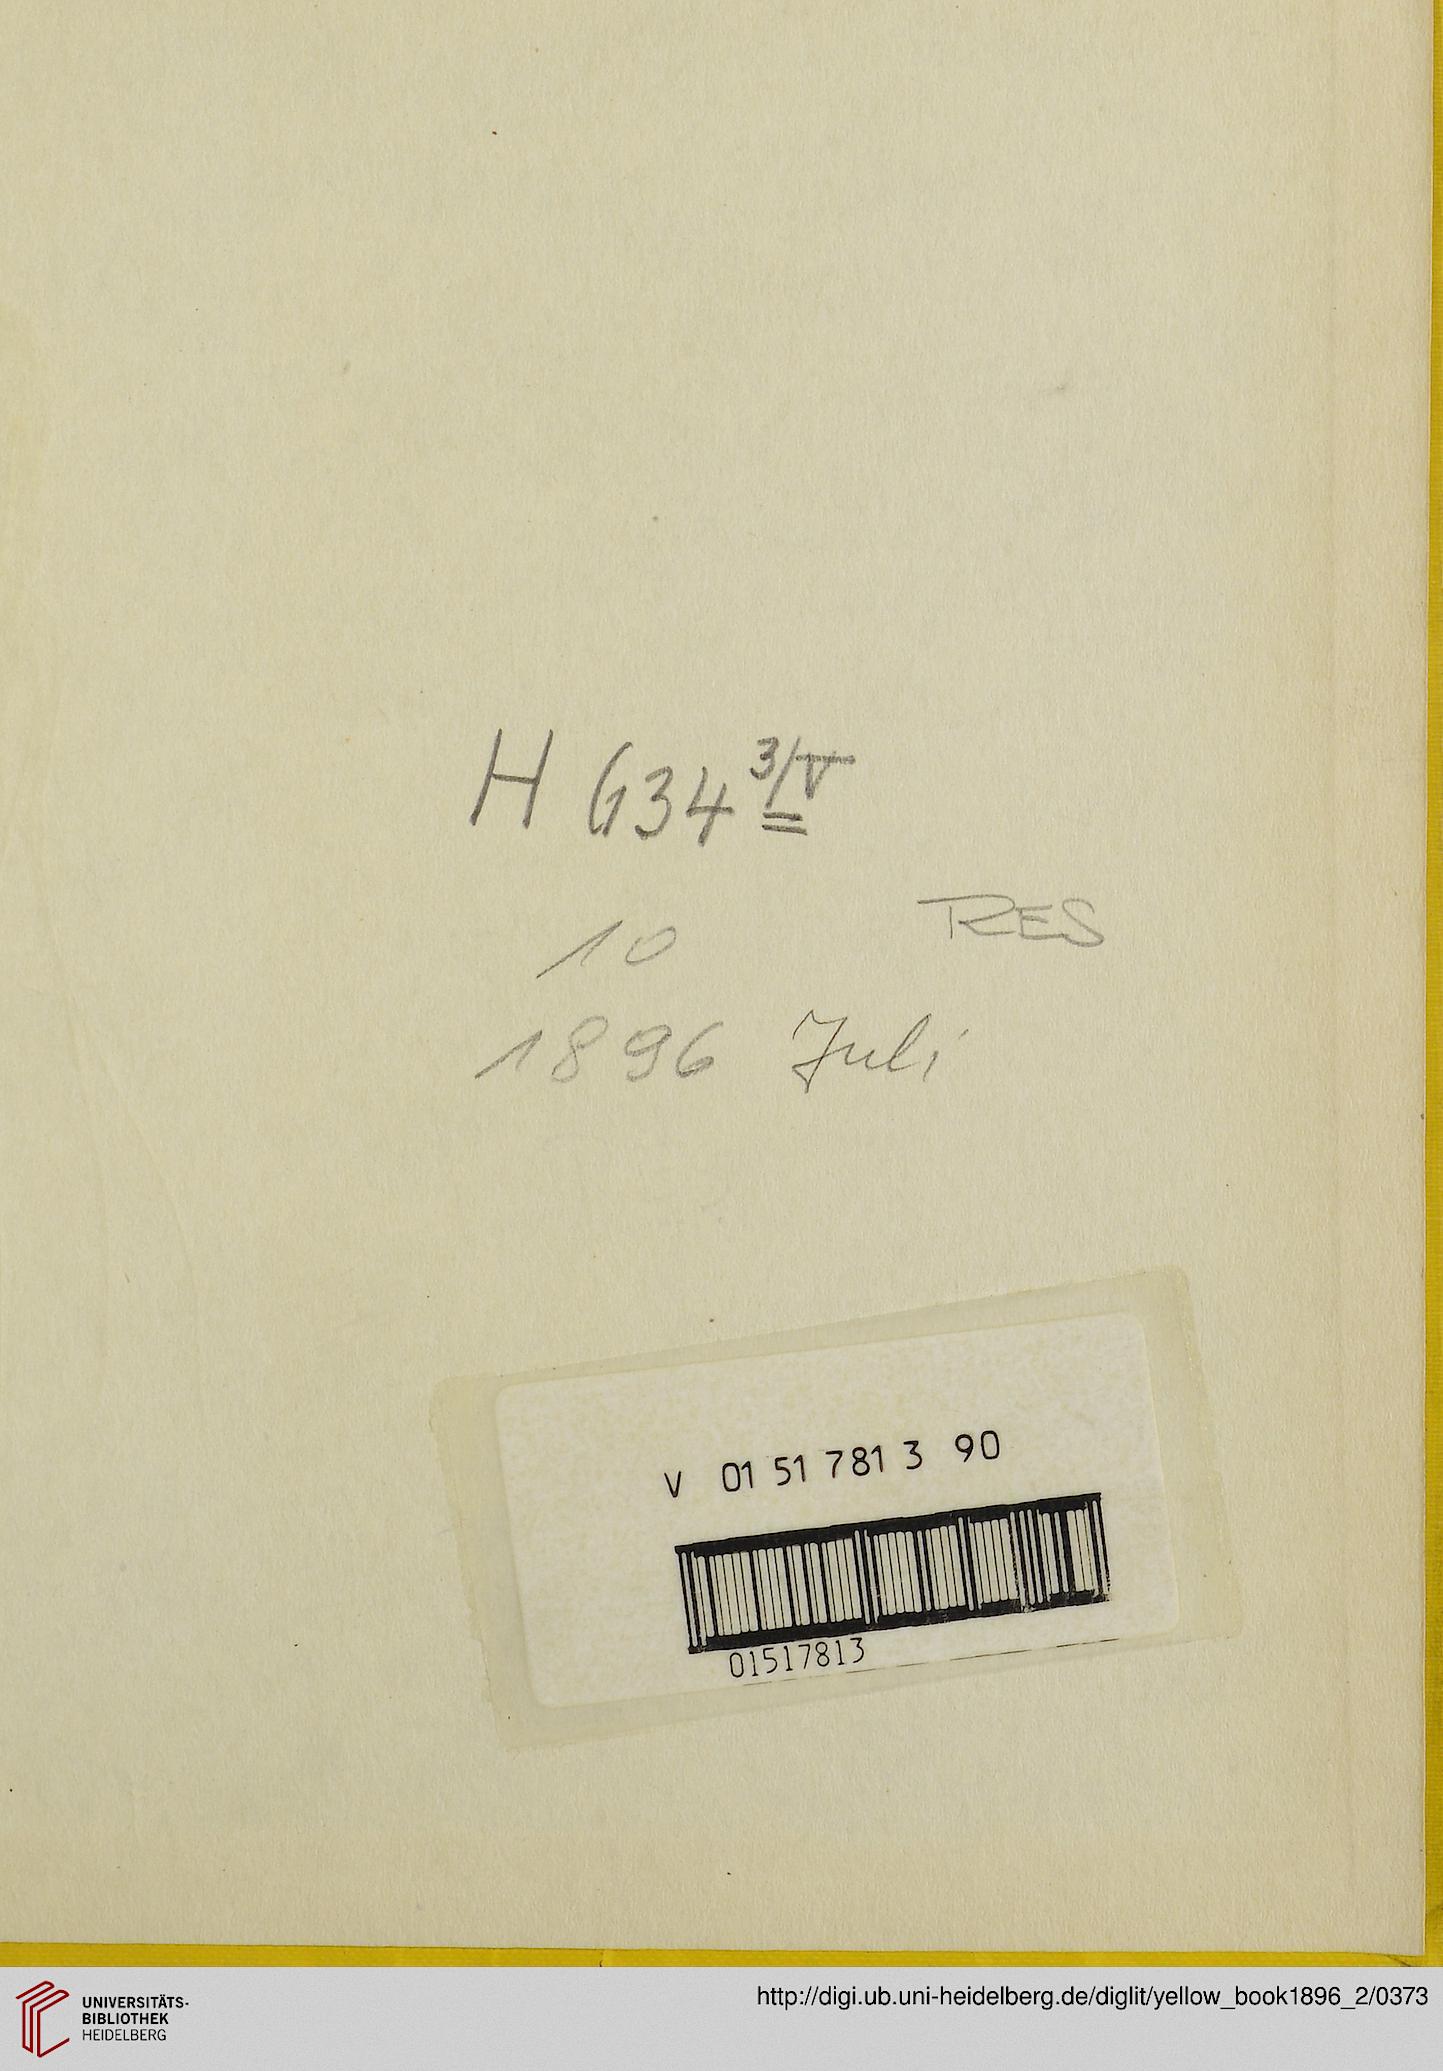 H 634 3/V
10 RES
1896 Juli
V 01 51 781 3 90
01517813
UNIVERSITÄTS-
BIBLIOTHEK
HEIDELBERG
http://digi.ub.uni-heidelberg.de/diglit/yellow_book1896_2/0373